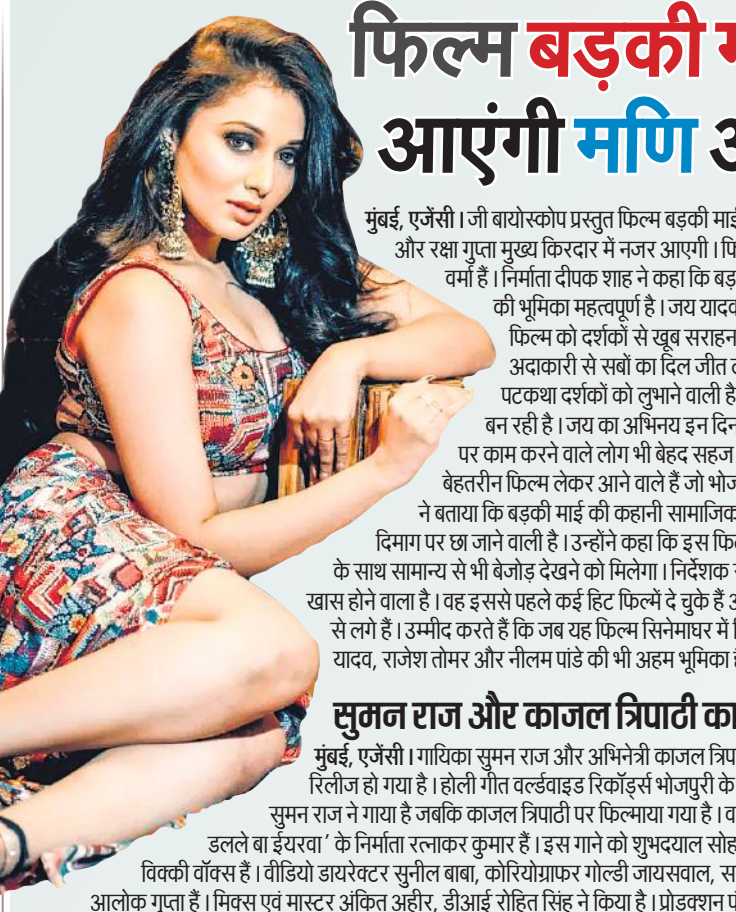 फिल्म बड़की
आएंगी मणि
मुंबई, एजेंसी । जी बायोस्कोप प्रस्तुत फिल्म बड़की माई
और रक्षा गुप्ता मुख्य किरदार में नजर आएगी ।
वर्मा हैं । निर्माता दीपक शाह ने कहा कि
की भूमिका महत्वपूर्ण है । जय यादव
फिल्म को दर्शकों से खूब
अदाकारी से सबों का दिल जीत
पटकथा दर्शकों को लुभाने वाली है
बन रही है । जय का अभिनय इन
पर काम करने वाले लोग भी बेहद सहज
बेहतरीन फिल्म लेकर आने वाले हैं जो
ने बताया कि बड़की माई की कहानी सामाजिक
दिमाग पर छा जाने वाली है । उन्होंने कहा कि इस
के साथ सामान्य से भी बेजोड़ देखने को मिलेगा । निर्देशक
खास होने वाला है । वह इससे पहले कई हिट फिल्में दे चुके हैं
से लगे हैं । उम्मीद करते हैं कि जब यह फिल्म सिनेमाघर में
यादव, राजेश तोमर और नीलम पांडे की भी अहम भूमिका
सुमन राज और काजल त्रिपाठी का
मुंबई, एजेंसी । गायिका सुमन राज और अभिनेत्री काजल
रिलीज हो गया है । होली गीत वर्ल्डवाइड रिकॉर्ड्स भोजपुरी के
सुमन राज ने गाया है जबकि काजल त्रिपाठी पर फिल्माया गया है ।
डलले बा ईयरवा ' के निर्माता रत्नाकर कुमार हैं । इस गाने को शुभदयाल
विक्की वॉक्स हैं । वीडियो डायरेक्टर सुनील बाबा, कोरियोग्राफर गोल्डी जायसवाल,
आलोक गुप्ता हैं । मिक्स एवं मास्टर अंकित अहीर, डीआई रोहित सिंह ने किया है । प्रोडक्शन